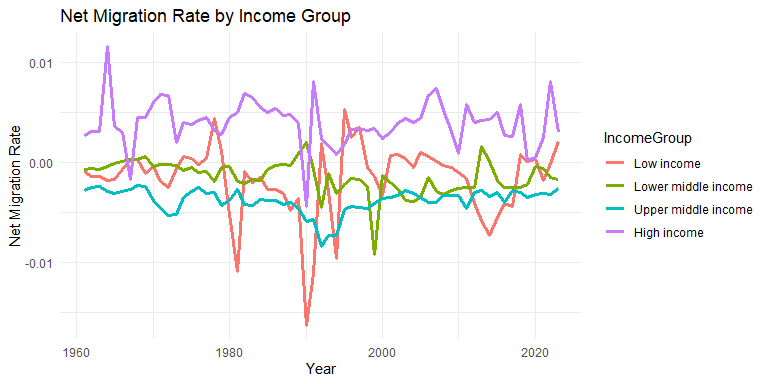 Net Migration Rate by Income Group
Net Migration Rate
0.01
0.00
-0.01
1960
1980
2000
2020
Year
IncomeGroup
Low income
Lower middle income
Upper middle income
High income